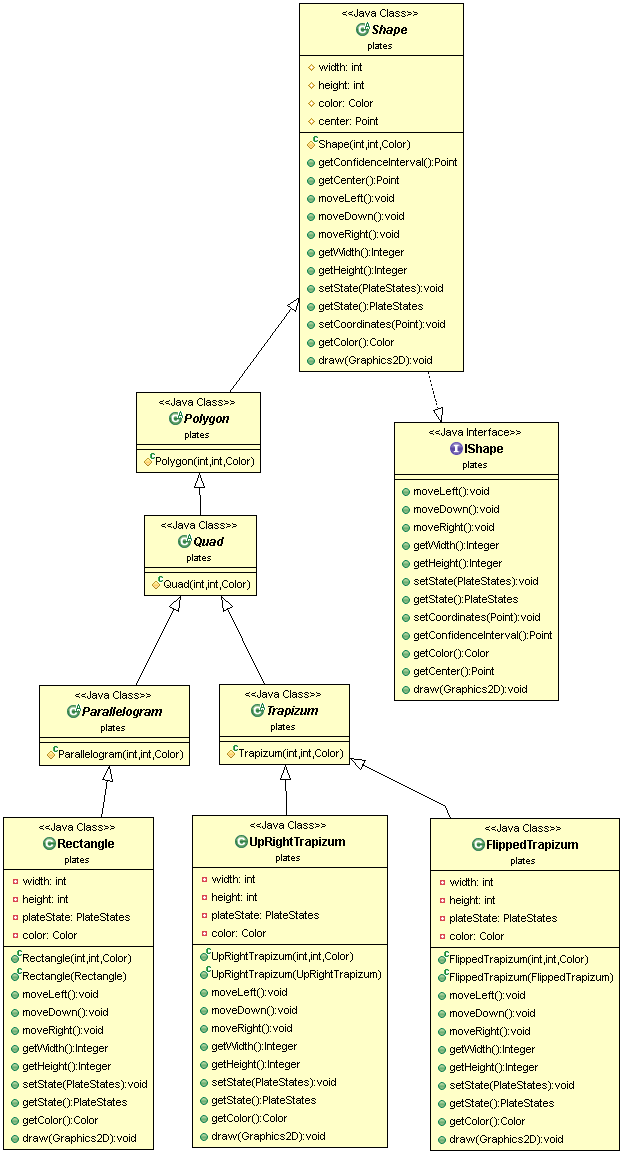 <<Java Class>>
Shape
plates
width: int
height: int
color: Color
center: Point
Shape(int,int,Color)
getConfidenceInterval():Point
getCenter():Point
moveLeft():void
moveDown():void
moveRight():void
getWidth():Integer
getHeight():Integer
setState(PlateStates):void
getState():PlateStates
setCoordinates(Point):void
getColor():Color
draw(Graphics2D):void
<<Java Class>>
Polygon
plates
Polygon(int,int,Color)
<<Java Interface>>
IShape
plates
moveLeft():void
moveDown():void
moveRight():void
getWidth():Integer
getHeight():Integer
setState(PlateStates):void
getState():PlateStates
setCoordinates(Point):void
getConfidenceInterval():Point
getColor():Color
getCenter():Point
draw(Graphics2D):void
<<Java Class>>
Quad
plates
Quad(int,int,Color)
<<Java Class>>
Parallelogram
plates
Parallelogram(int,int,Color)
<<Java Class>>
Trapizum
plates
Trapizum(int,int,Color)
<<Java Class>>
Rectangle
plates
width: int
height: int
plateState: PlateStates
color: Color
Rectangle(int,int,Color)
Rectangle(Rectangle)
moveLeft():void
moveDown():void
moveRight():void
getWidth():Integer
getHeight():Integer
setState(PlateStates):void
getState():PlateStates
getColor():Color
draw(Graphics2D):void
<<Java Class>>
UpRightTrapizum
plates
width: int
height: int
plateState: PlateStates
color: Color
UpRightTrapizum(int,int,Color)
UpRightTrapizum(UpRightTrapizum)
moveLeft():void
moveDown():void
moveRight():void
getWidth():Integer
getHeight():Integer
setState(PlateStates):void
getState():PlateStates
getColor():Color
draw(Graphics2D):void
<<Java Class>>
FlippedTrapizum
plates
width: int
height: int
plateState: PlateStates
color: Color
FlippedTrapizum(int,int,Color)
FlippedTrapizum(FlippedTrapizum)
moveLeft():void
moveDown():void
moveRight():void
getWidth():Integer
getHeight():Integer
setState(PlateStates):void
getState():PlateStates
getColor():Color
draw(Graphics2D):void